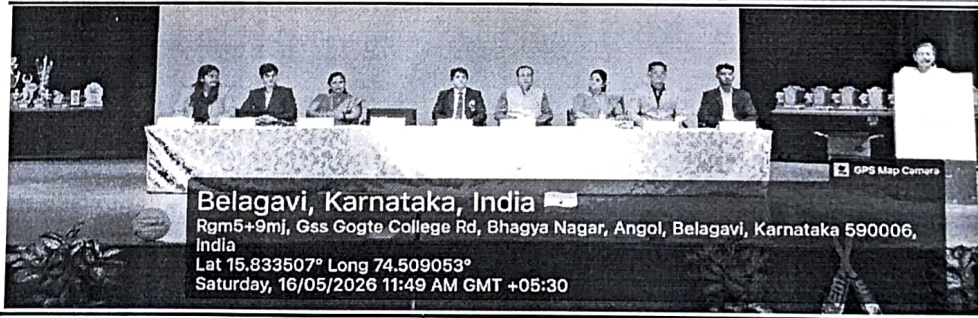 GPS Map Camera
Belagavi, Karnataka, India
Rgm5+9mj, Gss Gogte College Rd, Bhagya Nagar, Angol, Belagavi, Karnataka 590006,
India
Lat 15.833507° Long 74.509053°
Saturday, 16/05/2026 11:49 AM GMT +05:30